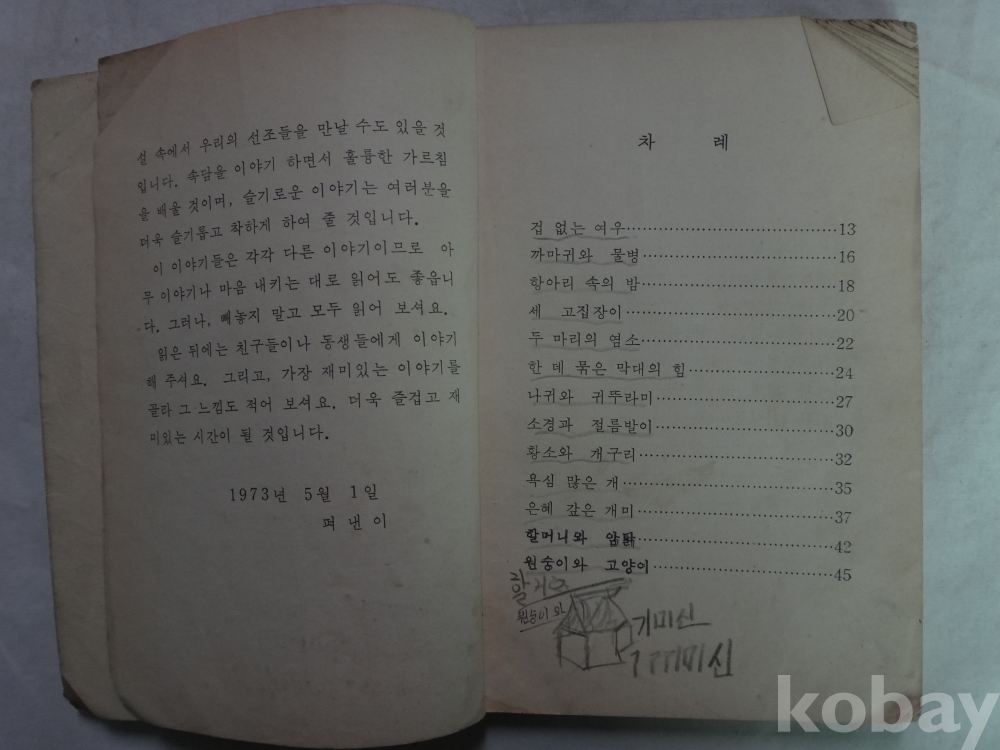 설 속에서 우리의 선조들을 만날 수도 있을 것
입니다. 속담을 이야기 하면서 훌륭한 가르침
을 배울 것이며, 슬기로운 이야기는 여러분을
더욱 슬기롭고 착하게 하여 줄 것입니다.
이 이야기들은 각각 다른 이야기이므로 아
무 이야기나 마음 내키는 대로 읽어도 좋읍니
다. 그러나, 빼놓지 말고 모두 읽어 보셔요.
읽은 뒤에는 친구들이나 동생들에게 이야기
해 주셔요. 그리고, 가장 재미있는 이야기를
골라 그 느낌도 적어 보셔요. 더욱 즐겁고 재
미있는 시간이 될 것입니다.
1973년 5월 1일
펴 낸 이
차 례
겁 없는 여우 13
까마귀와 물병 16
항아리 속의 밤 18
세 고집장이 20
두 마리의 염소 22
한 데 묶은 막대의 힘 24
나귀와 귀뚜라미 27
소경과 절름발이 30
황소와 개구리 32
욕심 많은 개 35
은혜 갚은 개미 37
할머니와 암탉 42
원숭이와 고양이 45
원숭이와
기미신
kobay